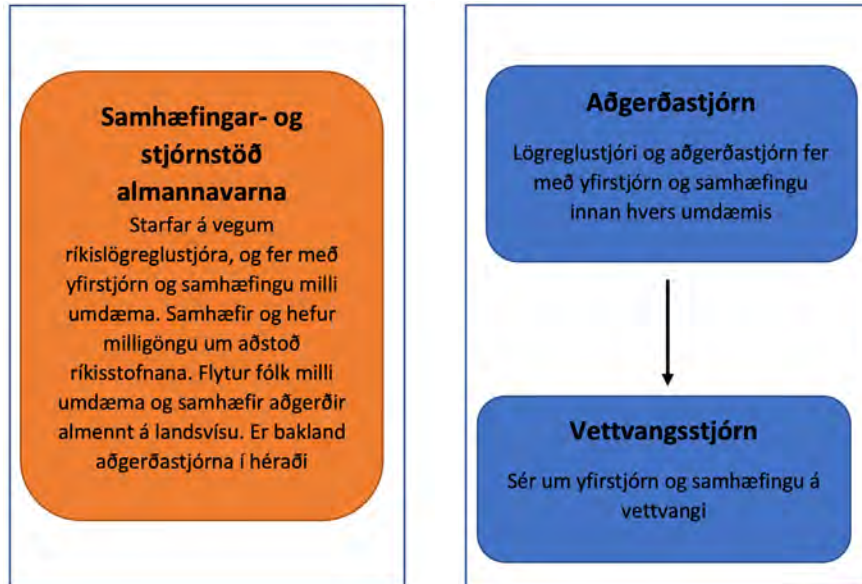 Samhæfingar- og
stjórnstöð
almannavarna
Starfar á vegum
ríkislögreglustjóra, og fer með
yfirstjórn og samhæfingu milli
umdæma. Samhæfir og hefur
milligöngu um aðstoð
ríkisstofnana. Flytur fólk milli
umdæma og samhæfir aðgerðir
almennt á landsvísu. Er bakland
aðgerðastjórna í héraði
Aðgerðastjórn
Lögreglustjóri og aðgerðastjórn fer
með yfirstjórn og samhæfingu
innan hvers umdæmis
Vettvangsstjórn
Sér um yfirstjórn og samhæfingu á
vettvangi